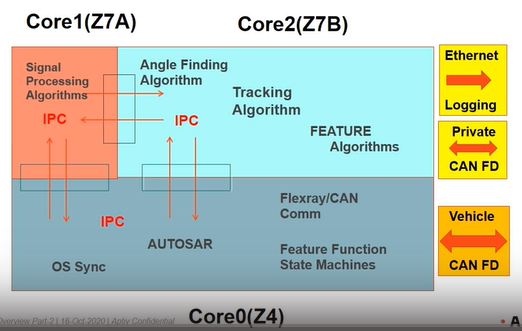 Core1(Z7A)
Core2(Z7B)
Signal
Processing
Algorithms
IPC
Angle Finding
Algorithm
IPC
Tracking
Algorithm
FEATURE
Algorithms
Ethernet
Logging
Private
CAN FD
Vehicle
CAN FD
IPC
OS Sync
AUTOSAR
Flexray/CAN
Comm
Feature Function
State Machines
Overview Part-2 | 16-Oct-2020 | Aptiv Confidential
Core0(Z4)
• A